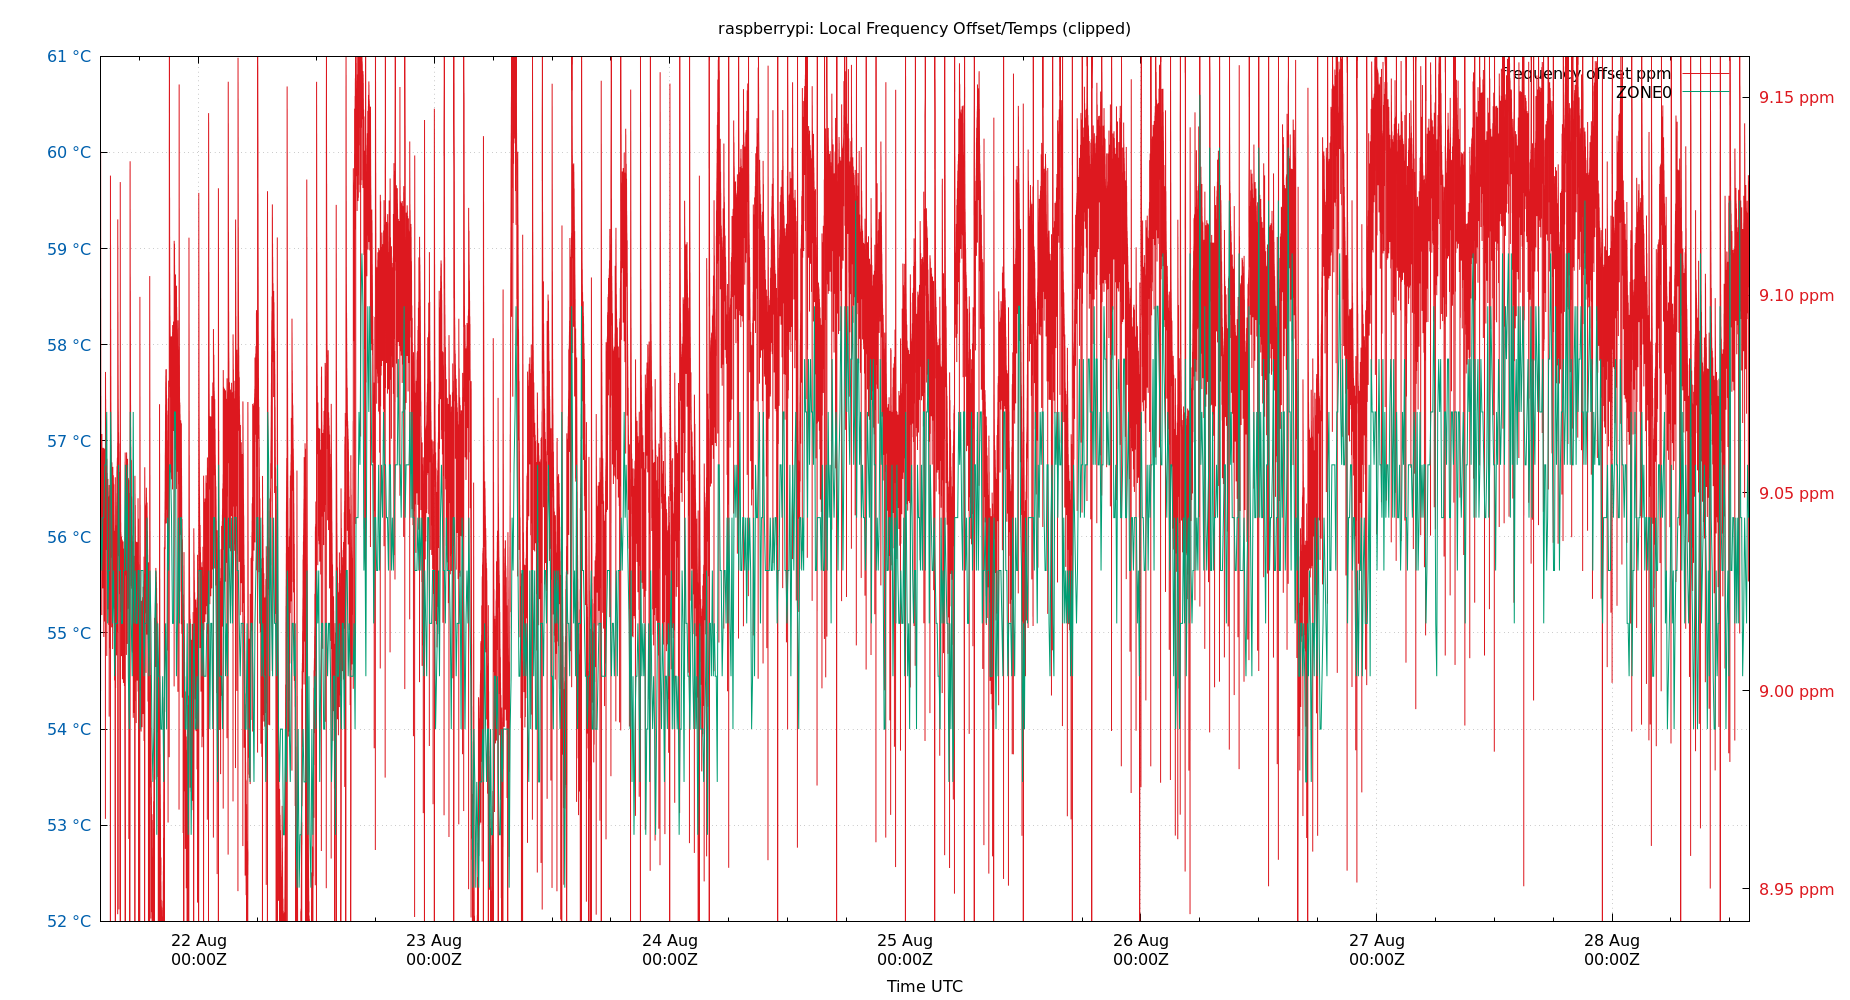 raspberrypi: Local Frequency Offset/Temps (clipped)
61 °C
60 °C
59 °C
58 °C
57 °C
56 °C
55 °C
54 °C
53 °C
52 °C
frequency offset ppm
ZONE0
9.15 ppm
9.10 ppm
9.05 ppm
9.00 ppm
8.95 ppm
22 Aug 23 Aug 24 Aug 25 Aug 26 Aug 27 Aug 28 Aug
00:00Z 00:00Z 00:00Z 00:00Z 00:00Z 00:00Z 00:00Z
Time UTC